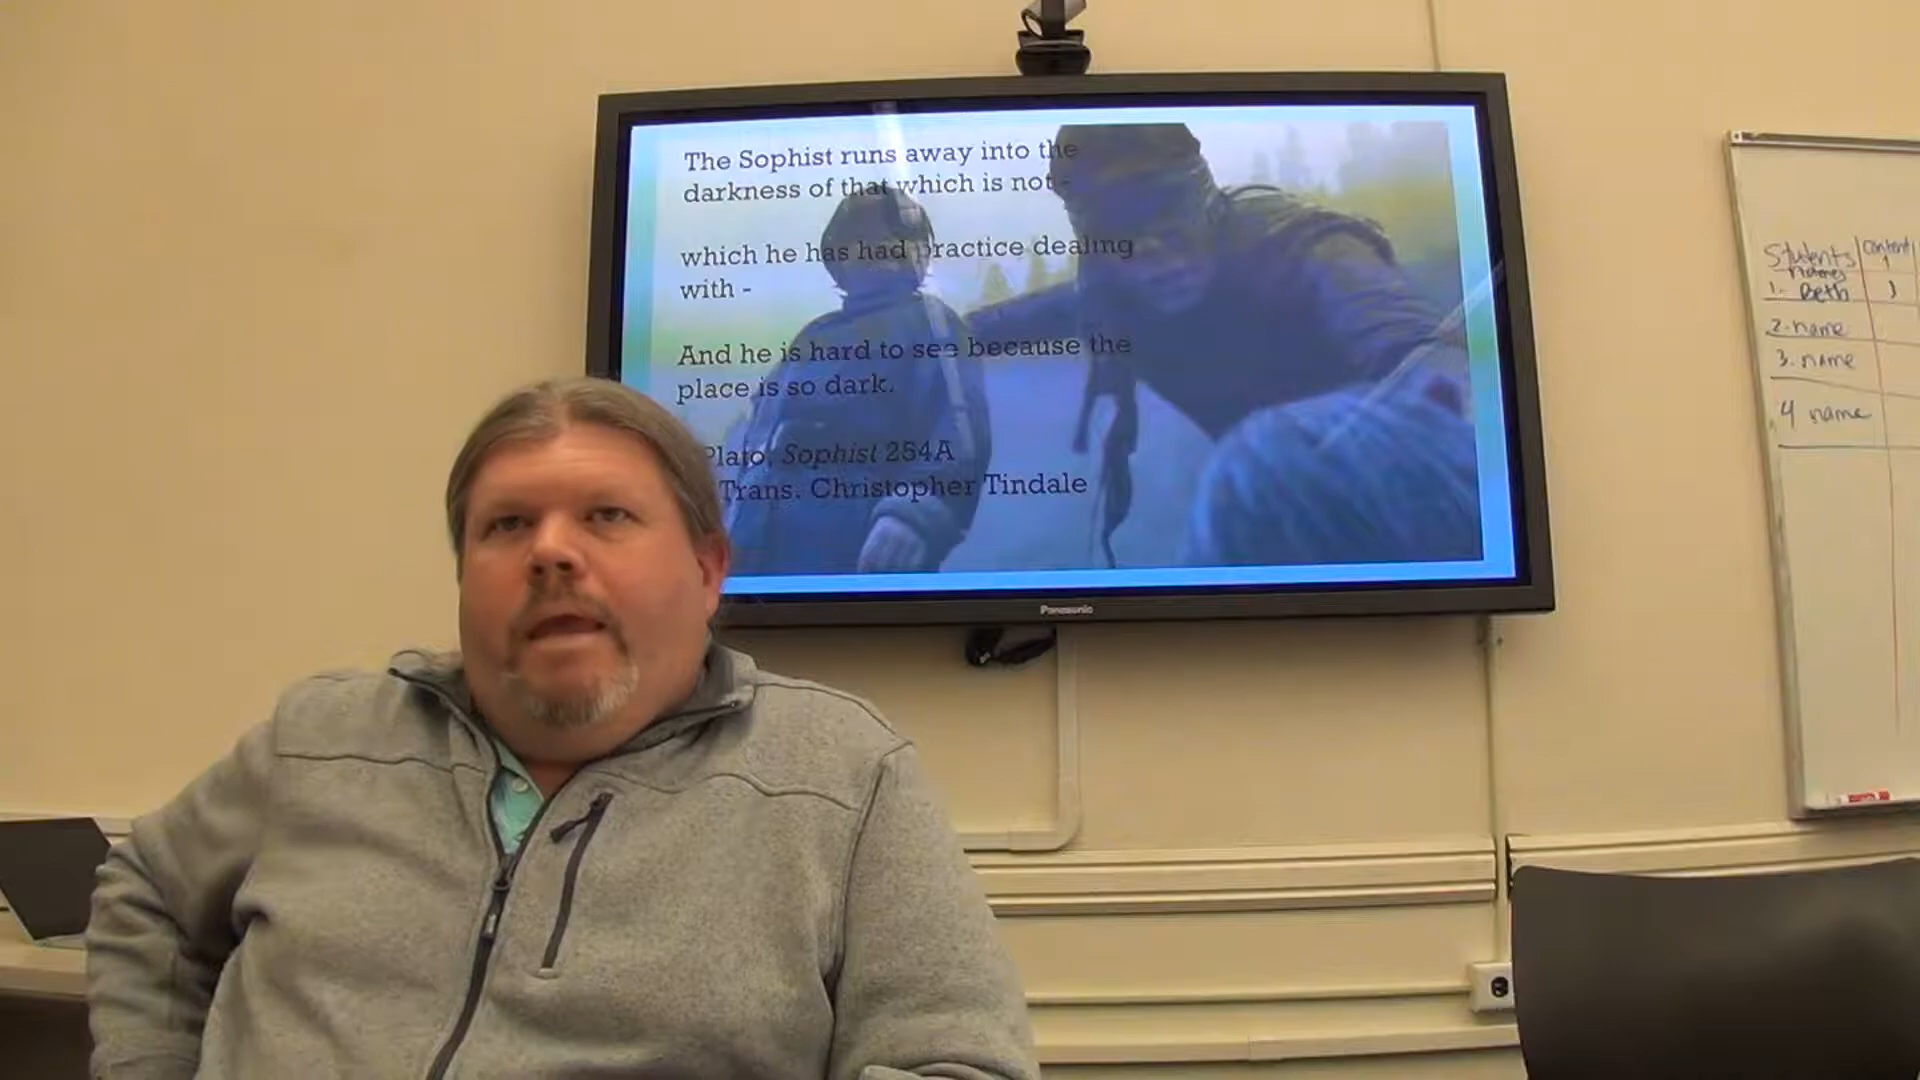 The Sophist runs away into the
darkness of that which is not -
which he has had practice dealing
with -
And he is hard to see because the
place is so dark.
Plato, Sophist 254A
Trans. Christopher Tindale
Panasonic
Students names | Content
1. Beth | 1
2. name
3. name
4 name